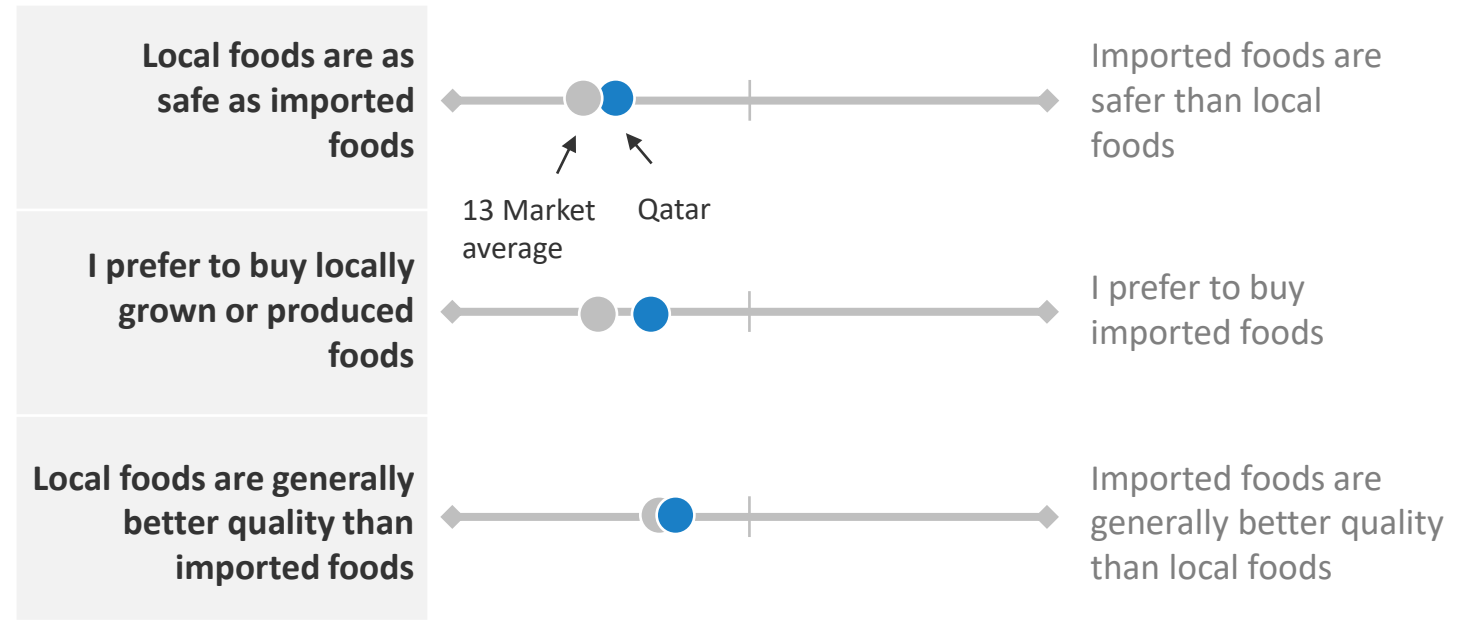 Local foods are as
safe as imported
foods
Imported foods are
safer than local
foods
13 Market
average
Qatar
I prefer to buy locally
grown or produced
foods
I prefer to buy
imported foods
Local foods are generally
better quality than
imported foods
Imported foods are
generally better quality
than local foods